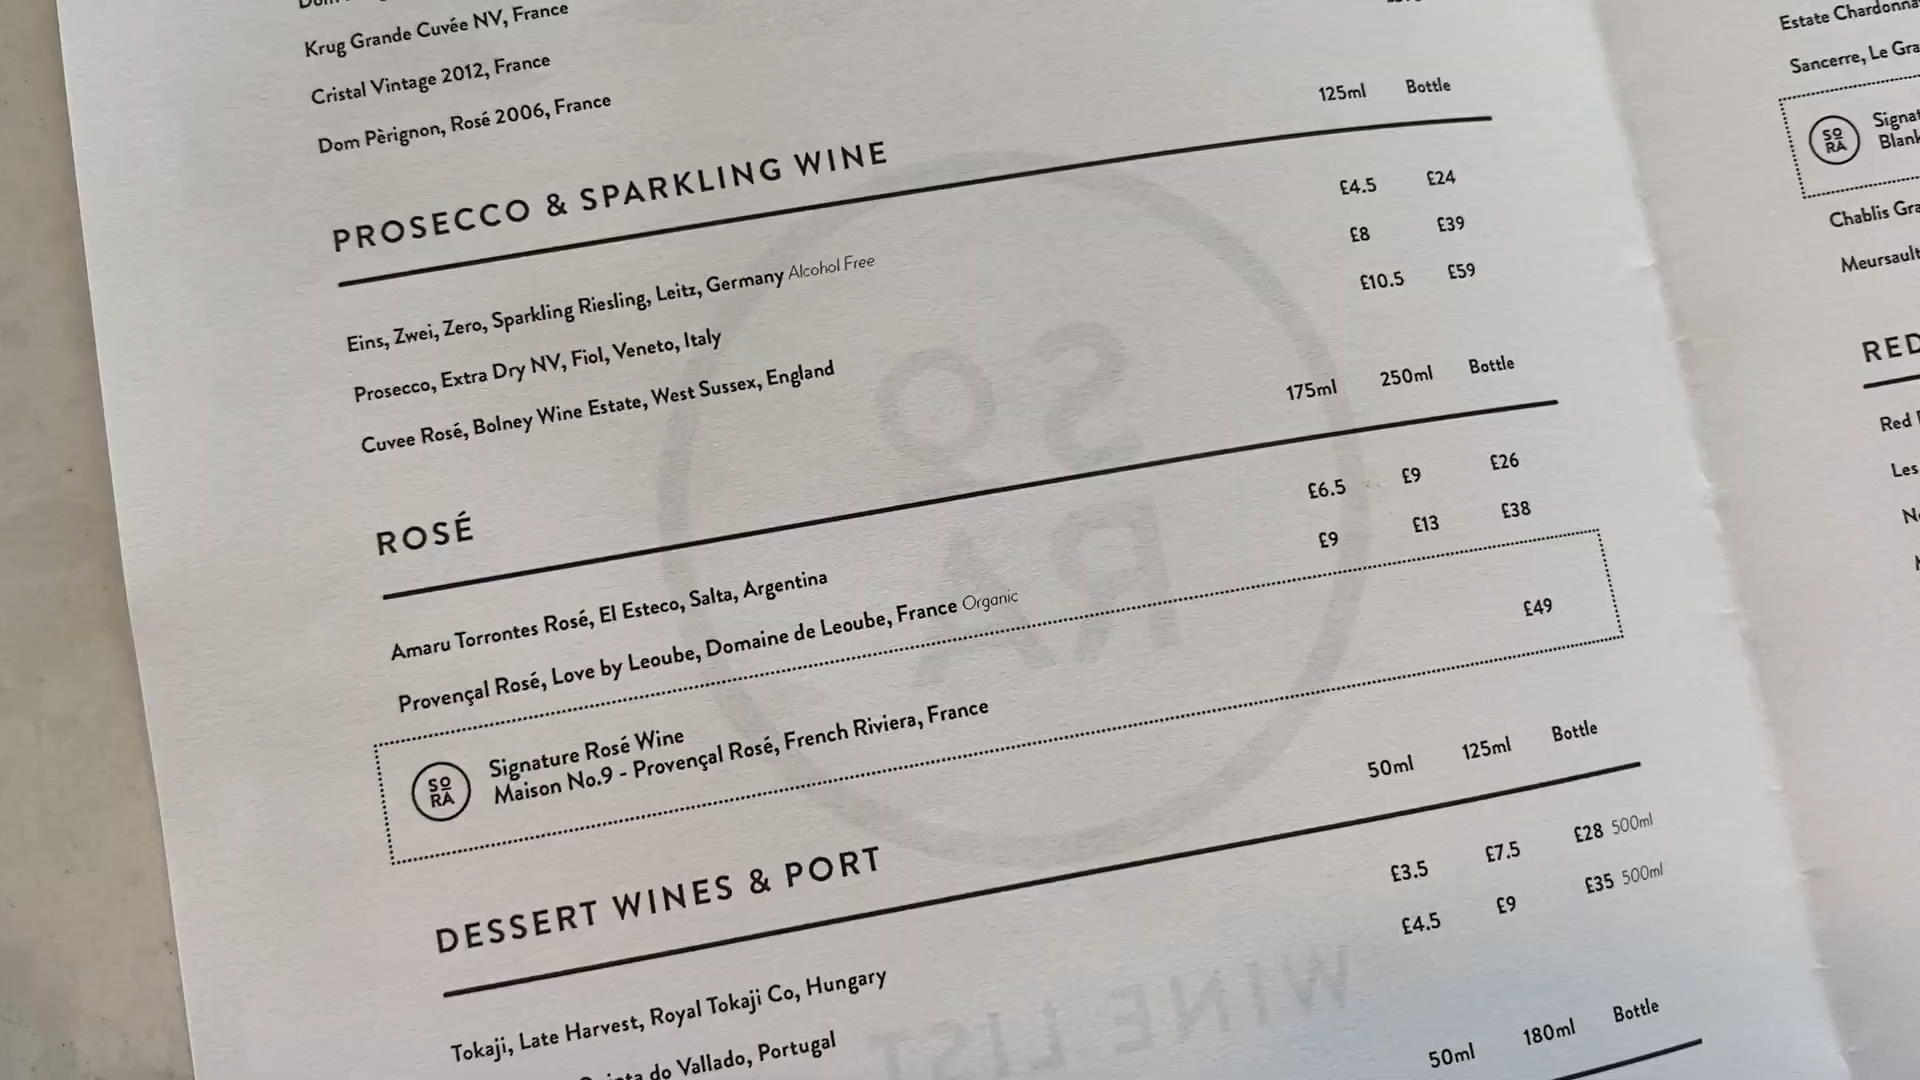 Krug Grande Cuvée NV, France
Cristal Vintage 2012, France
Dom Pèrignon, Rosé 2006, France
PROSECCO & SPARKLING WINE 125ml Bottle
Eins, Zwei, Zero, Sparkling Riesling, Leitz, Germany Alcohol Free £4.5 £24
Prosecco, Extra Dry NV, Fiol, Veneto, Italy £8 £39
Cuvee Rosé, Bolney Wine Estate, West Sussex, England £10.5 £59
ROSÉ 175ml 250ml Bottle
Amaru Torrontes Rosé, El Esteco, Salta, Argentina £6.5 £9 £26
Provençal Rosé, Love by Leoube, Domaine de Leoube, France Organic £9 £13 £38
SO
RA
Signature Rosé Wine
Maison No.9 - Provençal Rosé, French Riviera, France £49
DESSERT WINES & PORT 50ml 125ml Bottle
Tokaji, Late Harvest, Royal Tokaji Co, Hungary £3.5 £7.5 £28 500ml
do Vallado, Portugal £4.5 £9 £35 500ml
50ml 180ml Bottle
SO
RA
WINE LIST
Estate
Sancerre, Le
SO
RA
Chablis
Meursault
Red
Les